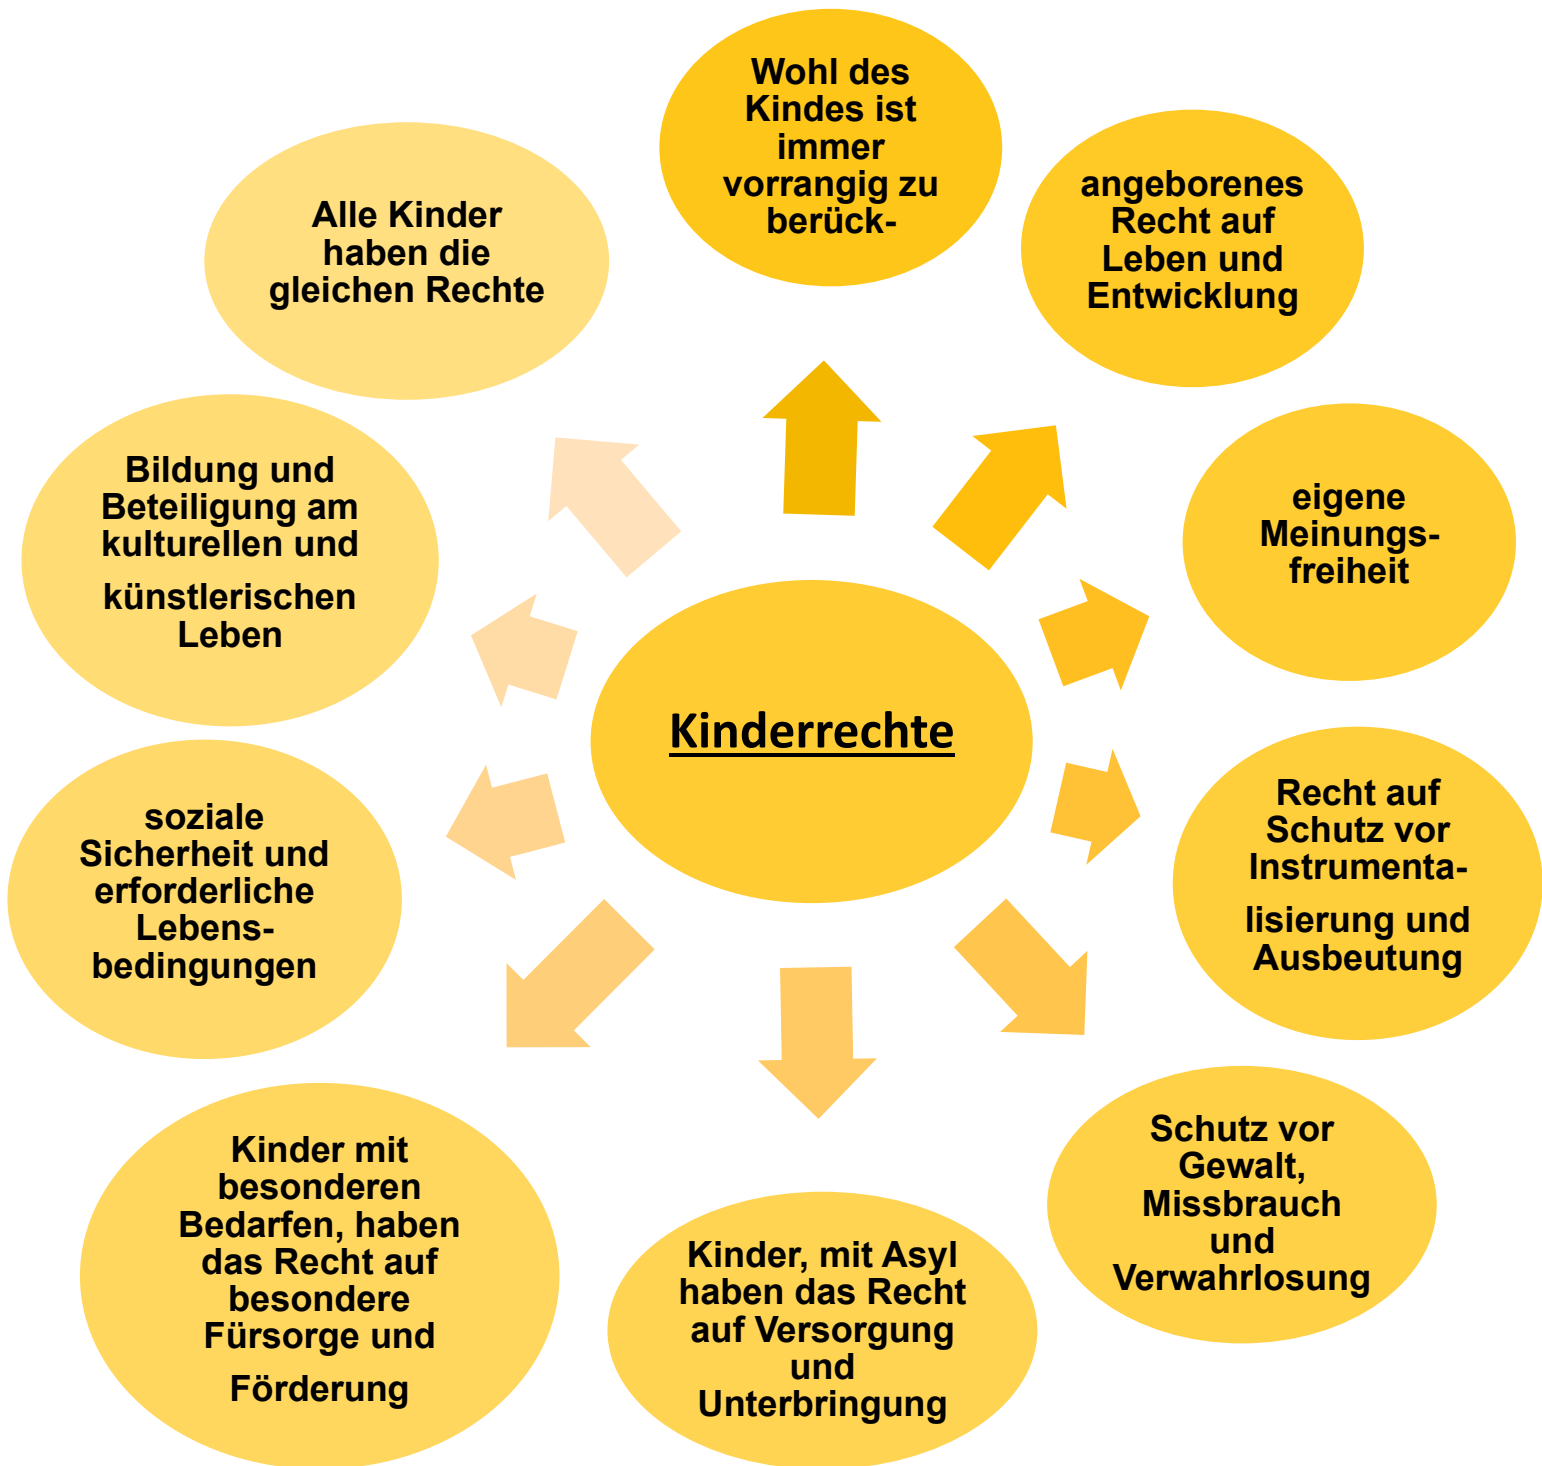 Wohl des
Kindes ist
immer
vorrangig zu
berück-
angeborenes
Recht auf
Leben und
Entwicklung
eigene
Meinungs-
freiheit
Recht auf
Schutz vor
Instrumenta-
lisierung und
Ausbeutung
Schutz vor
Gewalt,
Missbrauch
und
Verwahrlosung
Kinder, mit Asyl
haben das Recht
auf Versorgung
und
Unterbringung
Kinder mit
besonderen
Bedarfen, haben
das Recht auf
besondere
Fürsorge und
Förderung
soziale
Sicherheit und
erforderliche
Lebens-
bedingungen
Bildung und
Beteiligung am
kulturellen und
künstlerischen
Leben
Alle Kinder
haben die
gleichen Rechte
Kinderrechte